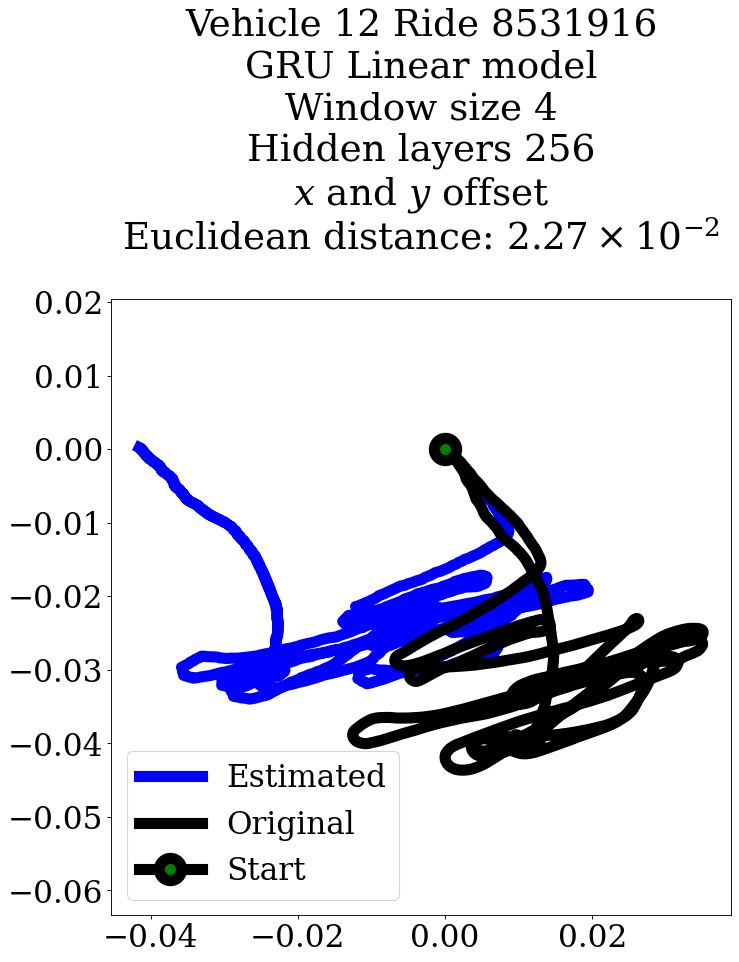 Vehicle 12 Ride 8531916
GRU Linear model
Window size 4
Hidden layers 256
x and y offset
Euclidean distance: 2.27 × 10⁻²
0.02
0.01
0.00
−0.01
−0.02
−0.03
−0.04
−0.05
−0.06
Estimated
Original
Start
−0.04 −0.02 0.00 0.02